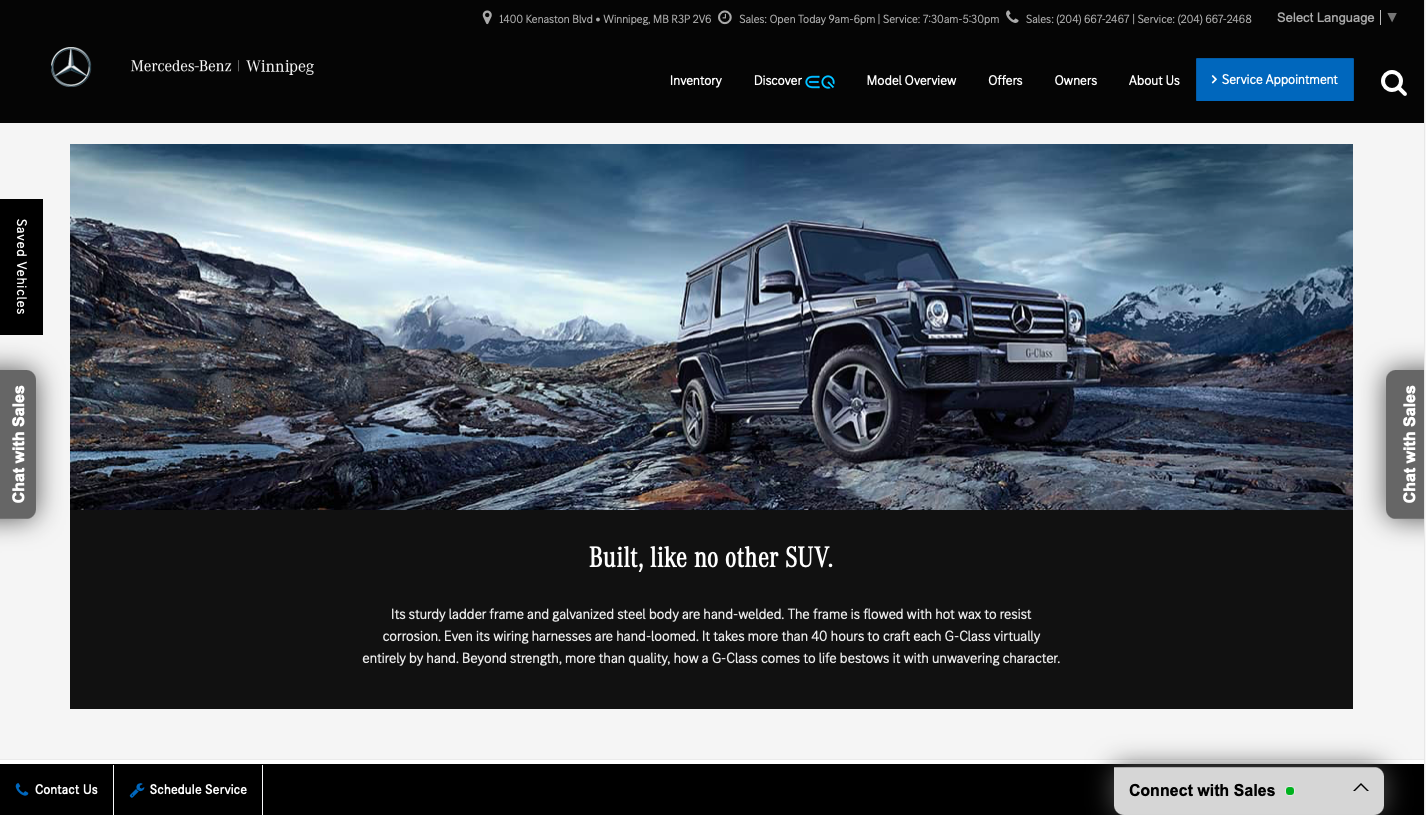 1400 Kenaston Blvd • Winnipeg, MB R3P 2V6 Sales: Open Today 9am-6pm | Service: 7:30am-5:30pm Sales: (204) 667-2467 | Service: (204) 667-2468 Select Language ▼
Mercedes-Benz | Winnipeg
Inventory Discover EQ Model Overview Offers Owners About Us > Service Appointment
Saved Vehicles
Chat with Sales
Chat with Sales
G-Class
Built, like no other SUV.
Its sturdy ladder frame and galvanized steel body are hand-welded. The frame is flowed with hot wax to resist
corrosion. Even its wiring harnesses are hand-loomed. It takes more than 40 hours to craft each G-Class virtually
entirely by hand. Beyond strength, more than quality, how a G-Class comes to life bestows it with unwavering character.
Contact Us Schedule Service
Connect with Sales